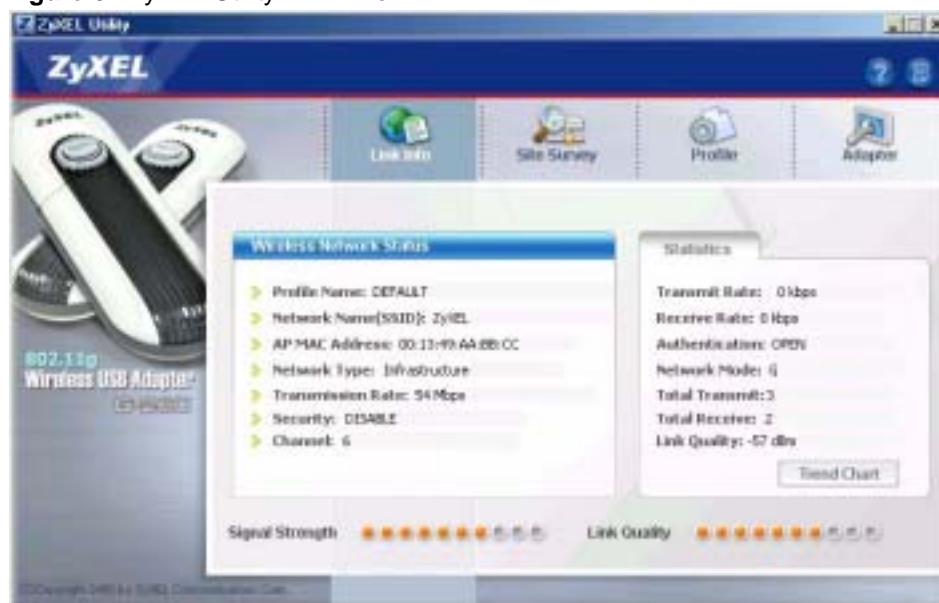 ZyXEL Utility
ZyXEL
Link Info
Site Survey
Profile
Adapter
ZyXEL
ZyXEL
802.11g
Wireless USB Adapter
Wireless Network Status
Profile Name: DEFAULT
Network Name(SSID): ZyXEL
AP MAC Address: 00:13:49:AA:BB:CC
Network Type: Infrastructure
Transmission Rate: 54 Mbps
Security: DISABLE
Channel: 6
Statistics
Transmit Rate: 0 kbps
Receive Rate: 0 kbps
Authentication: OPEN
Network Mode: G
Total Transmit: 3
Total Receive: 2
Link Quality: -57 dBm
Trend Chart
Signal Strength
Link Quality